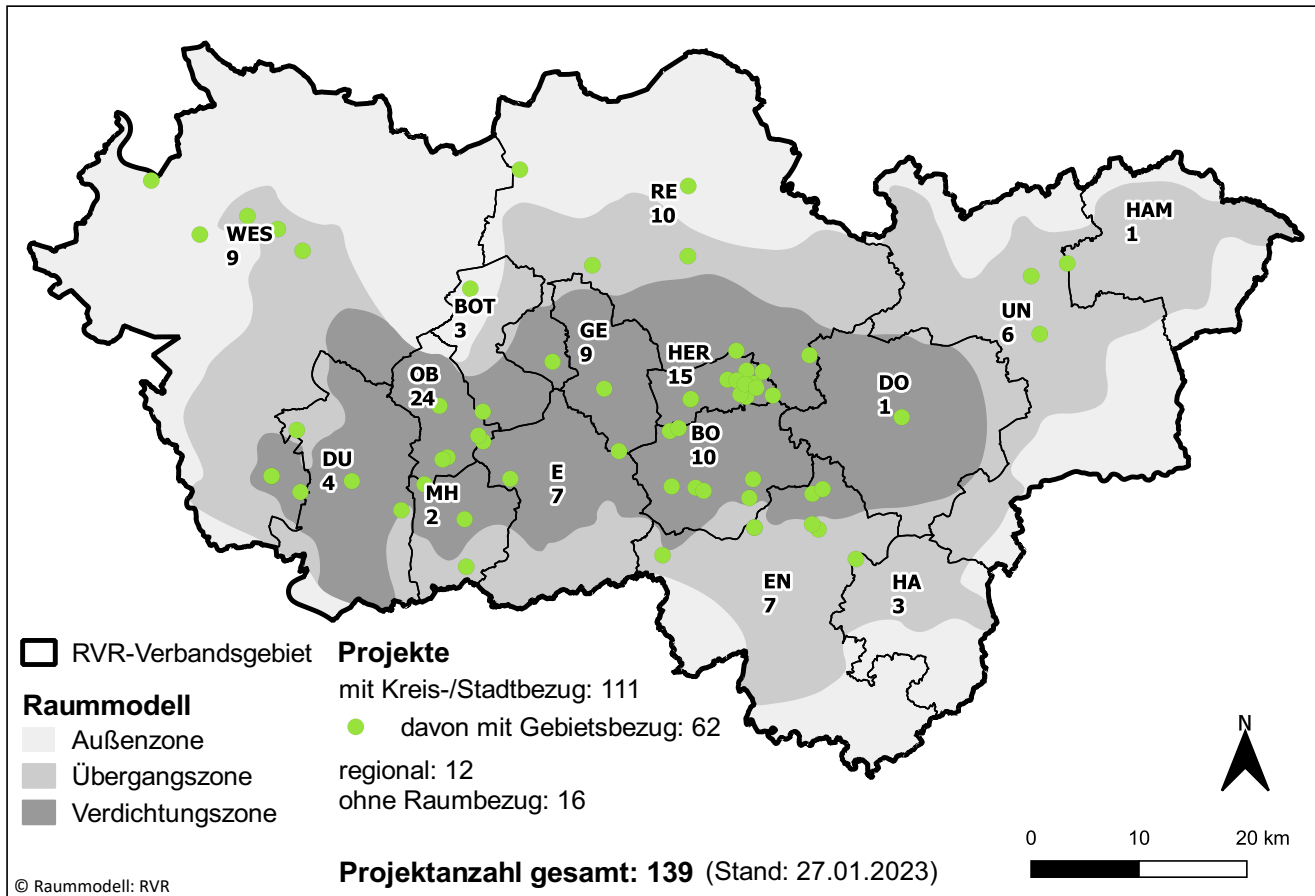 RE
10
HAM
1
WES
9
BOT
3
UN
6
GE
9
HER
15
OB
24
DO
1
BO
10
DU
4
E
7
MH
2
EN
7
HA
3
RVR-Verbandsgebiet
Raummodell
Außenzone
Übergangszone
Verdichtungszone
© Raummodell: RVR
Projekte
mit Kreis-/Stadtbezug: 111
davon mit Gebietsbezug: 62
regional: 12
ohne Raumbezug: 16
Projektanzahl gesamt: 139 (Stand: 27.01.2023)
N
0 10 20 km